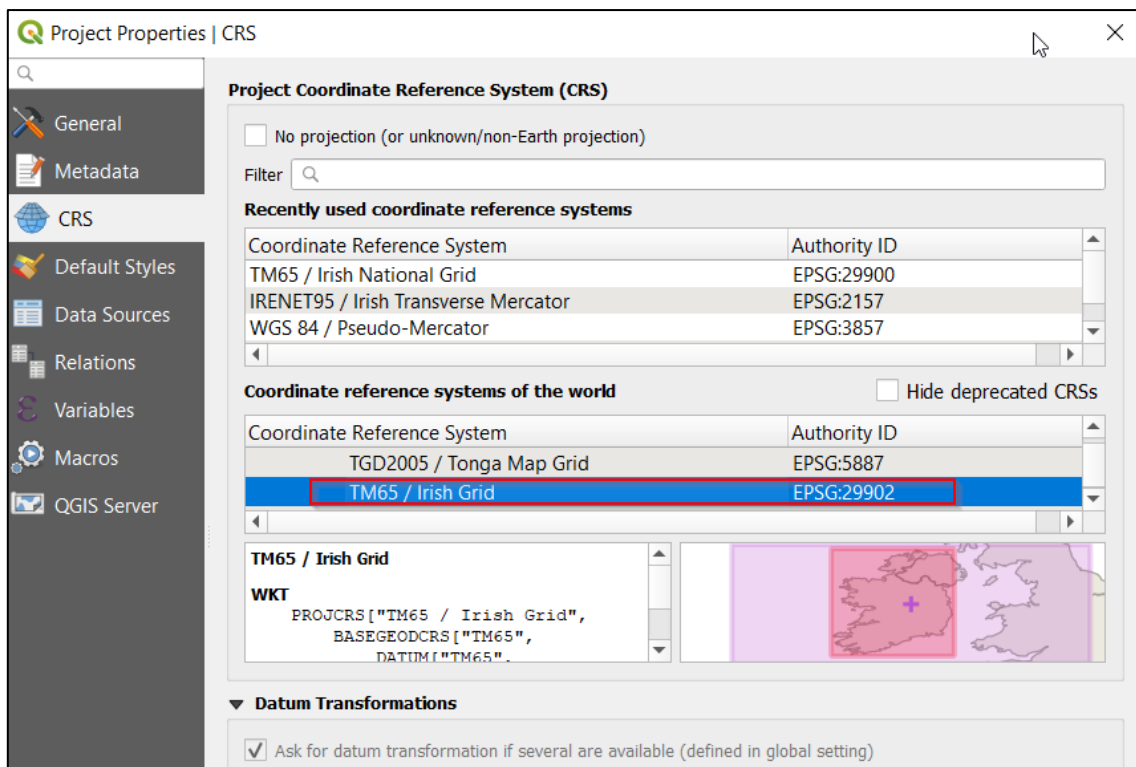 Project Properties | CRS
General
Metadata
CRS
Default Styles
Data Sources
Relations
Variables
Macros
QGIS Server
Project Coordinate Reference System (CRS)
No projection (or unknown/non-Earth projection)
Filter
Recently used coordinate reference systems
Coordinate Reference System Authority ID
TM65 / Irish National Grid EPSG:29900
IRENET95 / Irish Transverse Mercator EPSG:2157
WGS 84 / Pseudo-Mercator EPSG:3857
Coordinate reference systems of the world Hide deprecated CRSs
Coordinate Reference System Authority ID
TGD2005 / Tonga Map Grid EPSG:5887
TM65 / Irish Grid EPSG:29902
TM65 / Irish Grid
WKT
PROJCRS["TM65 / Irish Grid",
BASEGEODCRS["TM65",
DATUM["TM65",
Datum Transformations
Ask for datum transformation if several are available (defined in global setting)